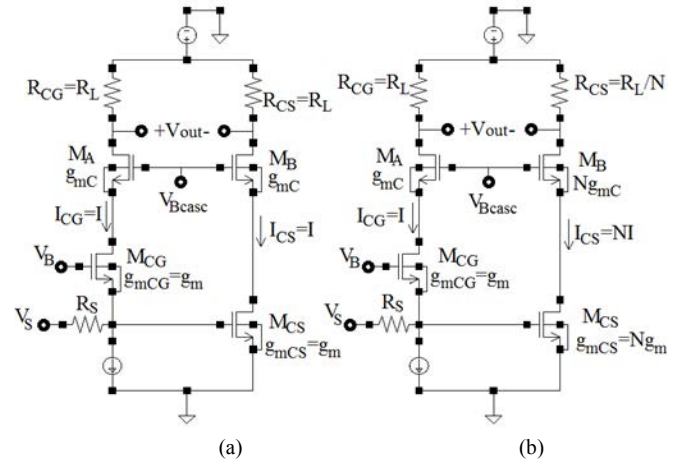 R_CG=R_L
R_CS=R_L
+Vout-
M_A
g_mC
M_B
g_mC
V_Bcasc
I_CG=I
I_CS=I
V_B
M_CG
g_mCG=g_m
V_S
R_S
M_CS
g_mCS=g_m
(a)
R_CG=R_L
R_CS=R_L/N
+Vout-
M_A
g_mC
M_B
Ng_mC
V_Bcasc
I_CG=I
I_CS=NI
V_B
M_CG
g_mCG=g_m
V_S
R_S
M_CS
g_mCS=Ng_m
(b)